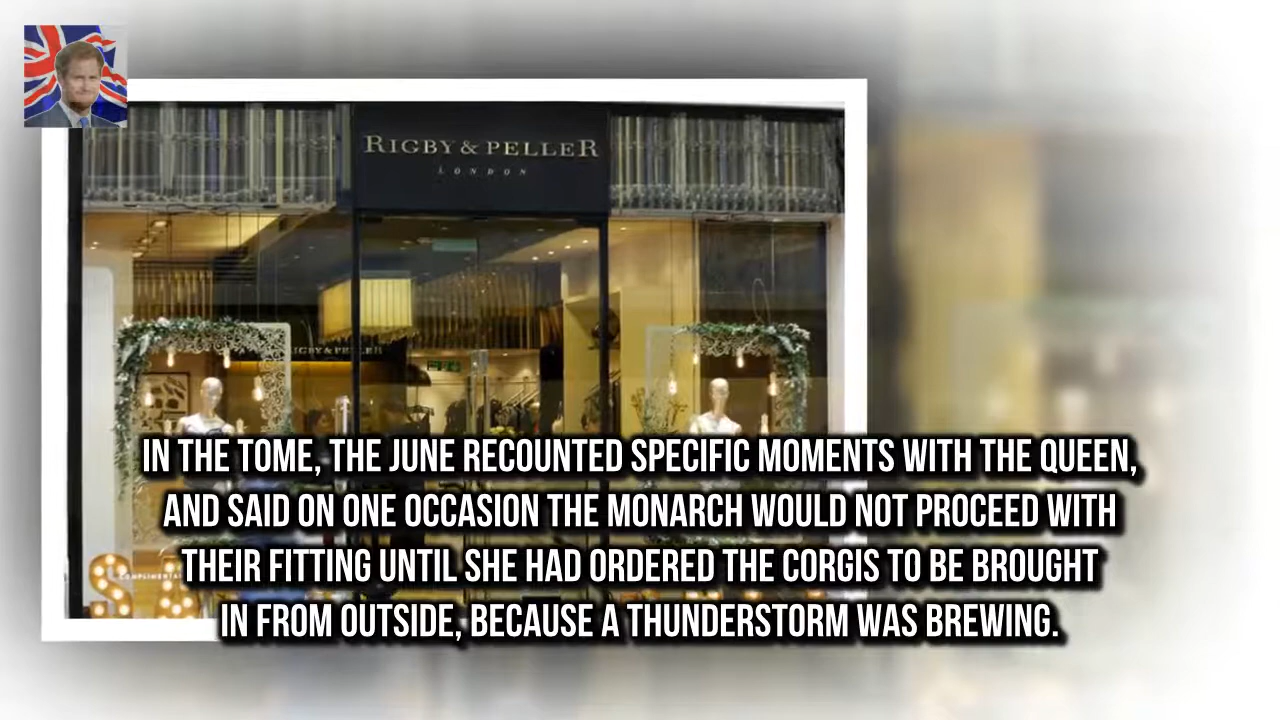 RIGBY & PELLER
LONDON
RIGBY & PELLER
IN THE TOME, THE JUNE RECOUNTED SPECIFIC MOMENTS WITH THE QUEEN,
AND SAID ON ONE OCCASION THE MONARCH WOULD NOT PROCEED WITH
THEIR FITTING UNTIL SHE HAD ORDERED THE CORGIS TO BE BROUGHT
IN FROM OUTSIDE, BECAUSE A THUNDERSTORM WAS BREWING.